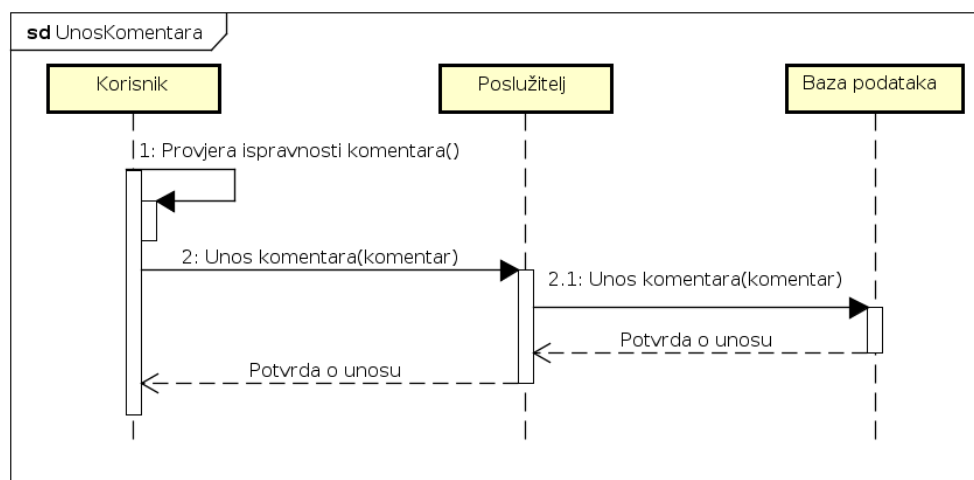 sd UnosKomentara
Korisnik
Poslužitelj
Baza podataka
1: Provjera ispravnosti komentara()
2: Unos komentara(komentar)
2.1: Unos komentara(komentar)
Potvrda o unosu
Potvrda o unosu